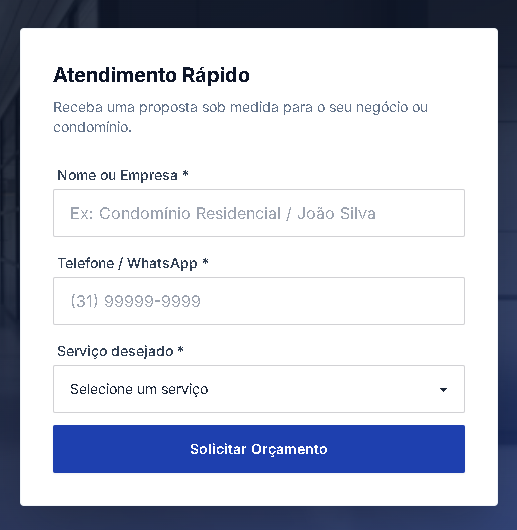 Atendimento Rápido
Receba uma proposta sob medida para o seu negócio ou
condomínio.
Nome ou Empresa *
Ex: Condomínio Residencial / João Silva
Telefone / WhatsApp *
(31) 99999-9999
Serviço desejado *
Selecione um serviço
Solicitar Orçamento